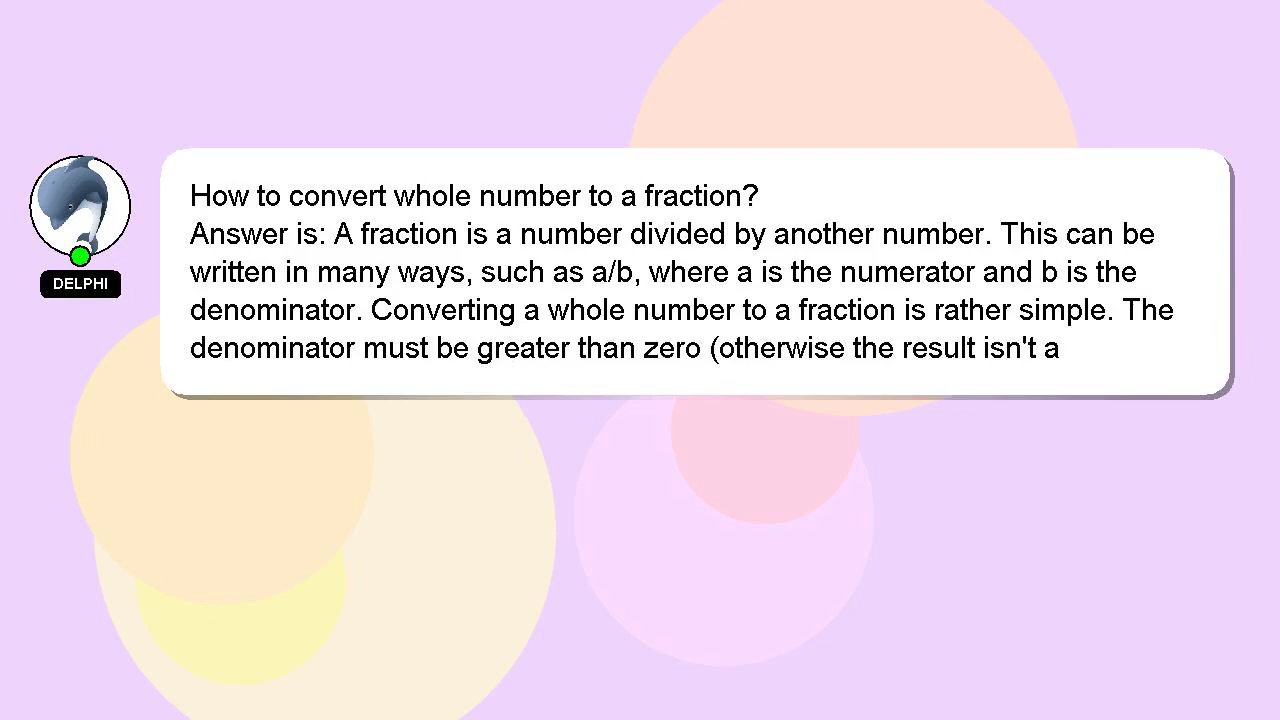 How to convert whole number to a fraction?
Answer is: A fraction is a number divided by another number. This can be
written in many ways, such as a/b, where a is the numerator and b is the
denominator. Converting a whole number to a fraction is rather simple. The
denominator must be greater than zero (otherwise the result isn't a
DELPHI